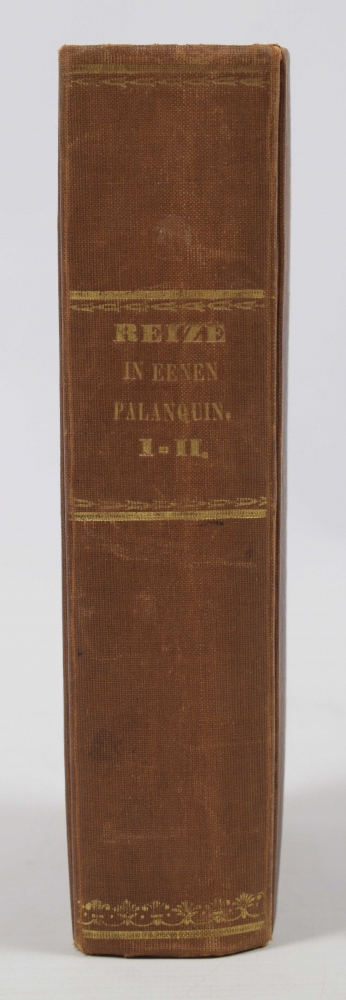 REIZE
IN EENEN
PALANQUIN.
I-II.